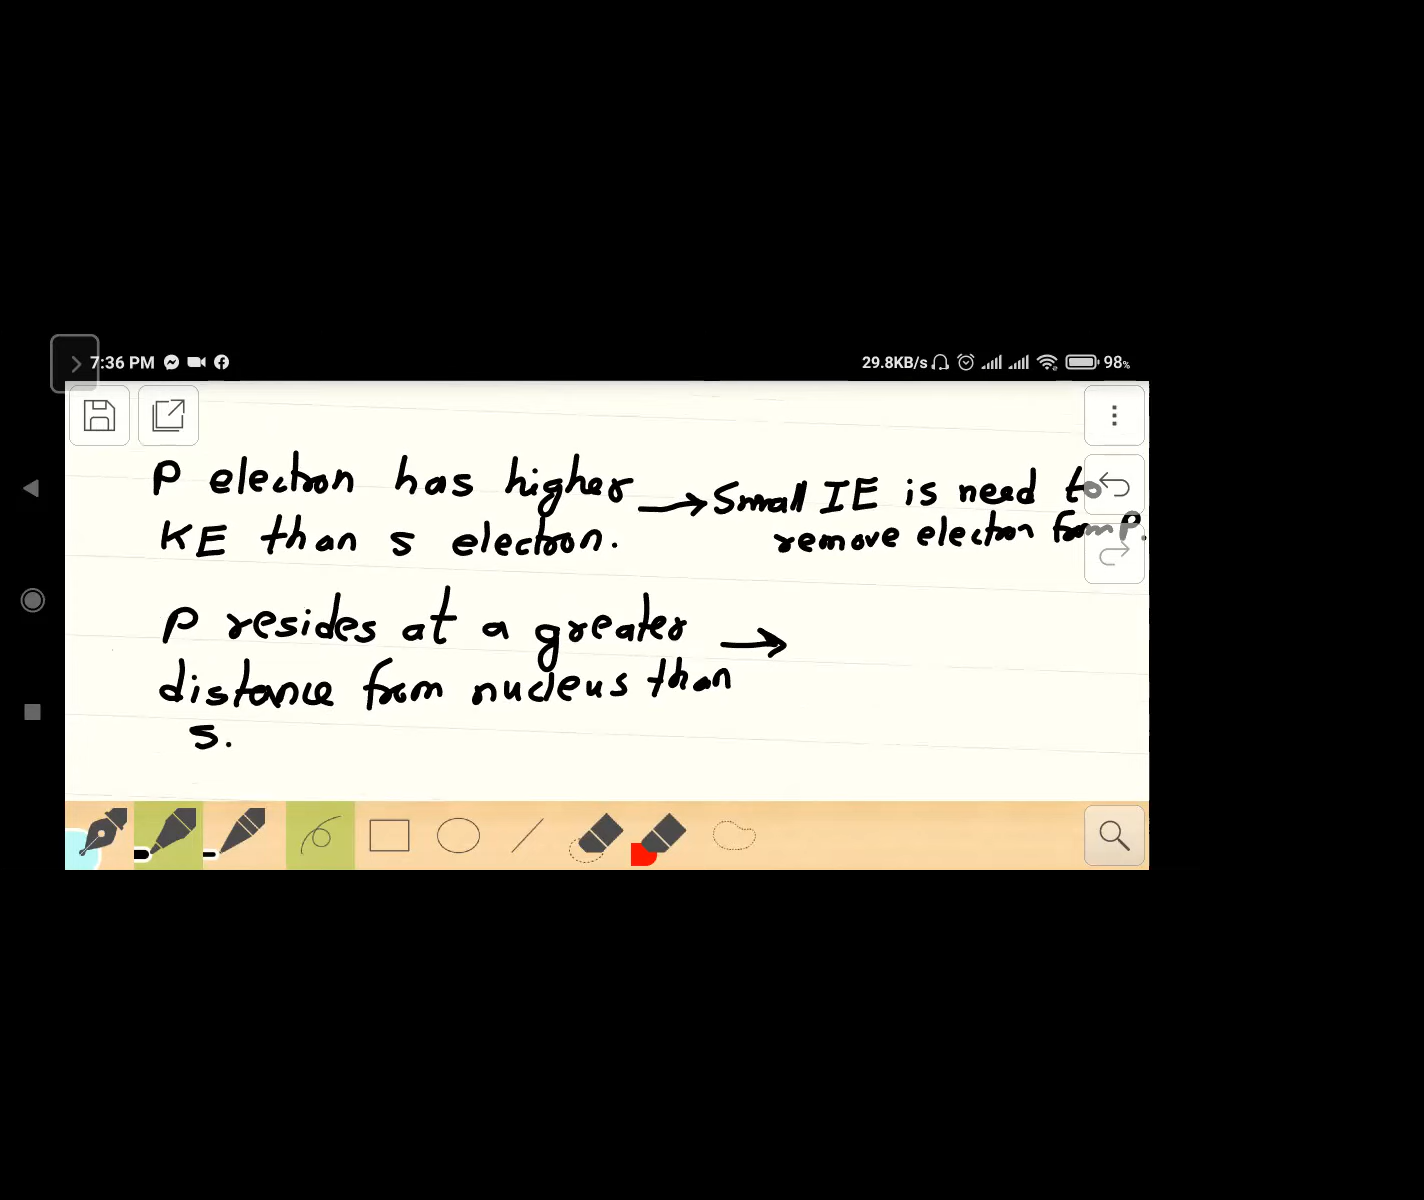 7:36 PM 29.8KB/s 98%
P electron has higher → Small IE is need to
KE than s electron. remove electron from P.
P resides at a greater →
distance from nucleus than
s.